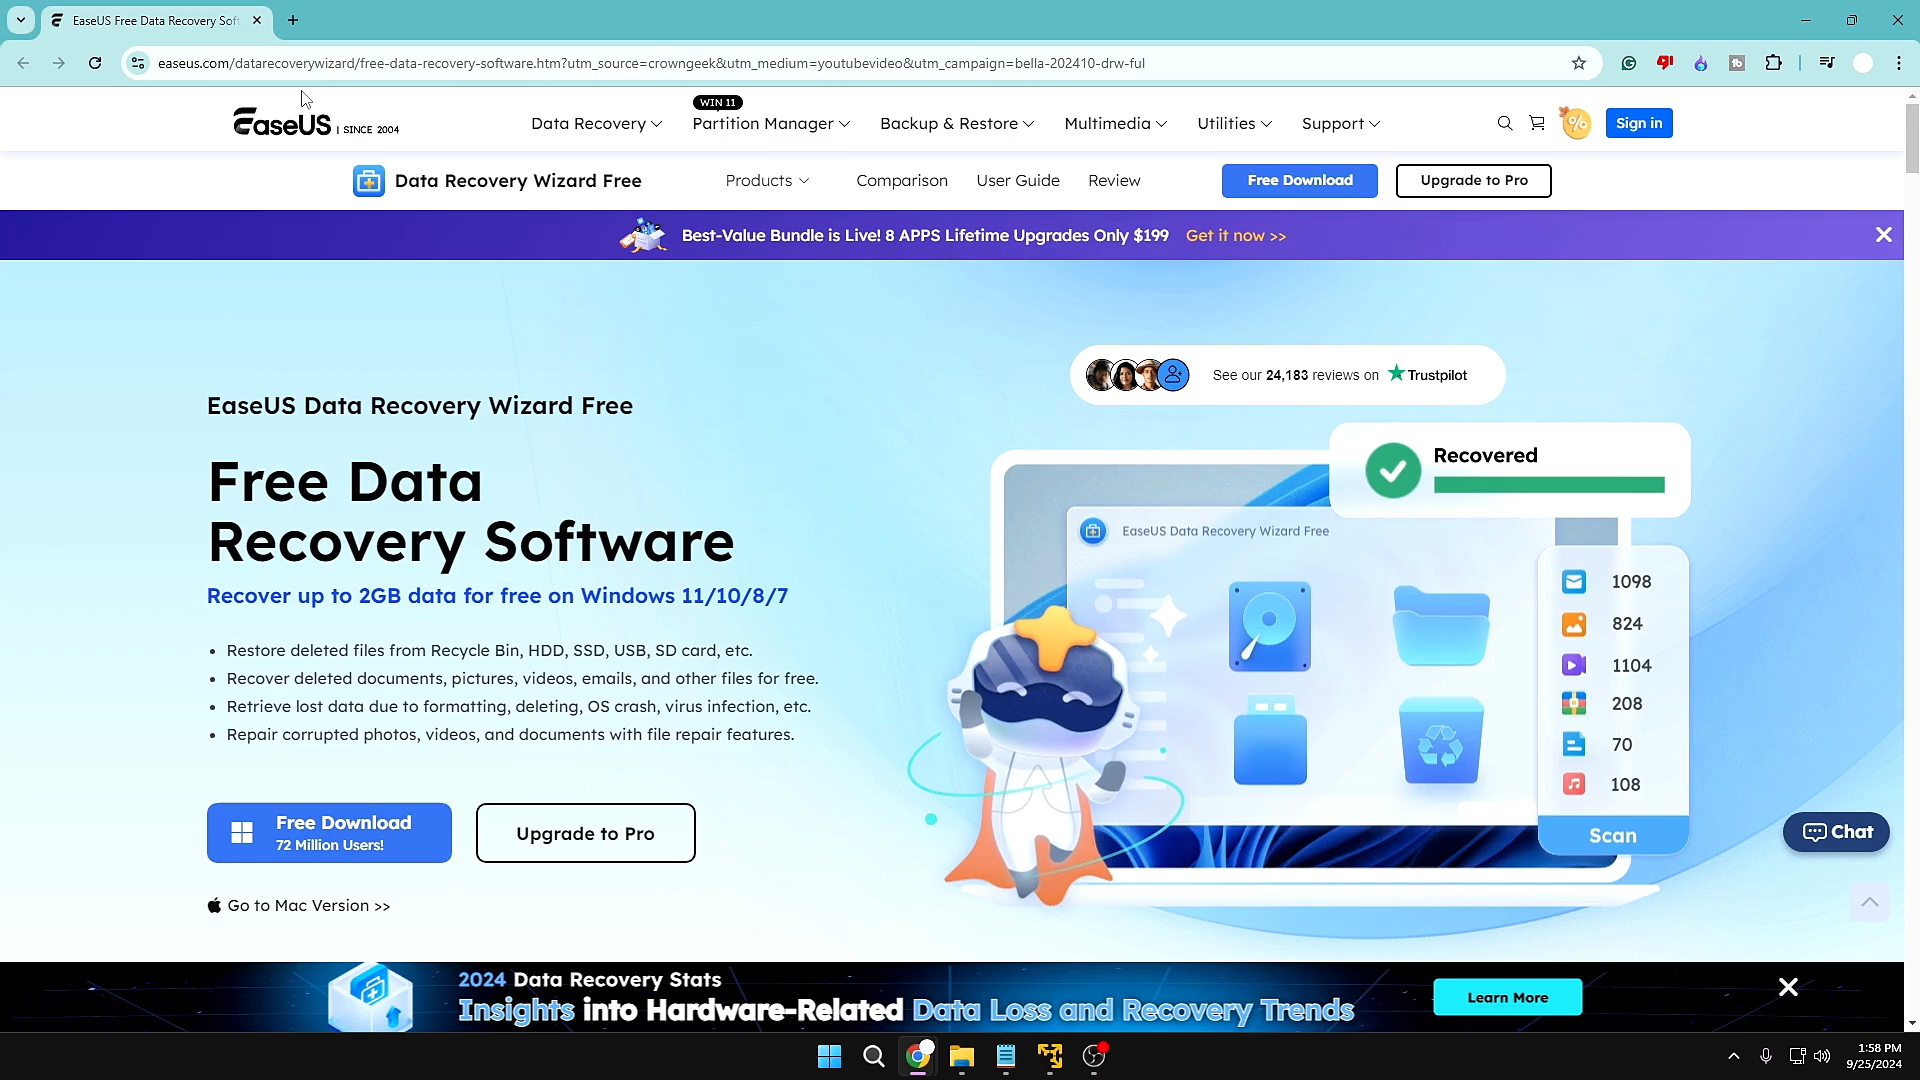 EaseUS Free Data Recovery Soft
easeus.com/datarecoverywizard/free-data-recovery-software.htm?utm_source=crowngeek&utm_medium=youtubevideo&utm_campaign=bella-202410-drw-ful
EaseUS | SINCE 2004
WIN 11
Data Recovery Partition Manager Backup & Restore Multimedia Utilities Support
%
Sign in
Data Recovery Wizard Free Products Comparison User Guide Review Free Download Upgrade to Pro
Best-Value Bundle is Live! 8 APPS Lifetime Upgrades Only $199 Get it now >>
See our 24,183 reviews on Trustpilot
EaseUS Data Recovery Wizard Free
Free Data
Recovery Software
Recover up to 2GB data for free on Windows 11/10/8/7
• Restore deleted files from Recycle Bin, HDD, SSD, USB, SD card, etc.
• Recover deleted documents, pictures, videos, emails, and other files for free.
• Retrieve lost data due to formatting, deleting, OS crash, virus infection, etc.
• Repair corrupted photos, videos, and documents with file repair features.
Free Download
72 Million Users!
Upgrade to Pro
Go to Mac Version >>
Recovered
EaseUS Data Recovery Wizard Free
1098
824
1104
208
70
108
Scan
Chat
2024 Data Recovery Stats
Insights into Hardware-Related Data Loss and Recovery Trends
Learn More
1:58 PM
9/25/2024